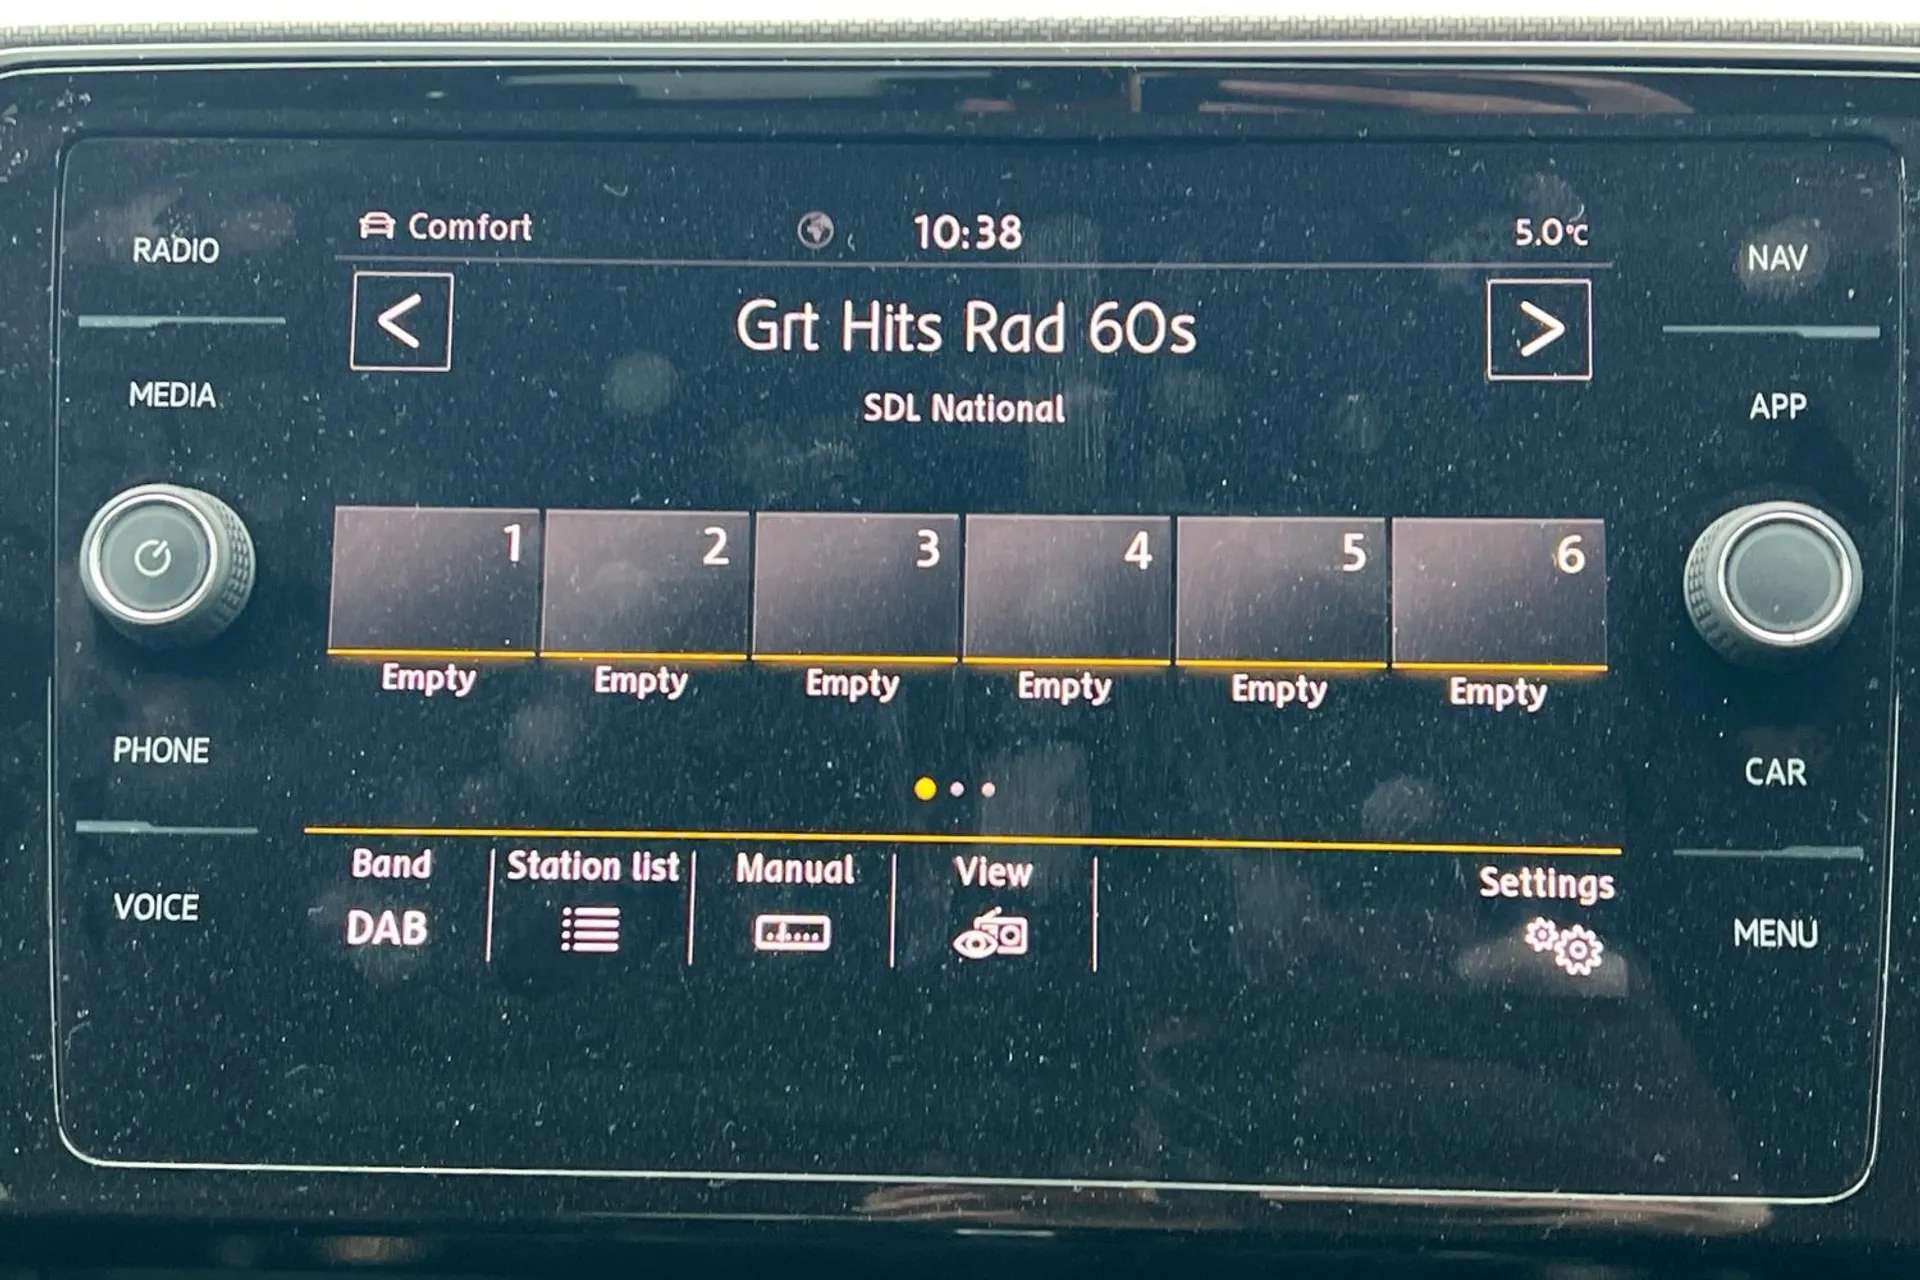 Comfort 10:38 5.0°C
RADIO
NAV
< Grt Hits Rad 60s >
SDL National
MEDIA
APP
1 2 3 4 5 6
Empty Empty Empty Empty Empty Empty
PHONE
CAR
Band Station list Manual View Settings
DAB
VOICE
MENU